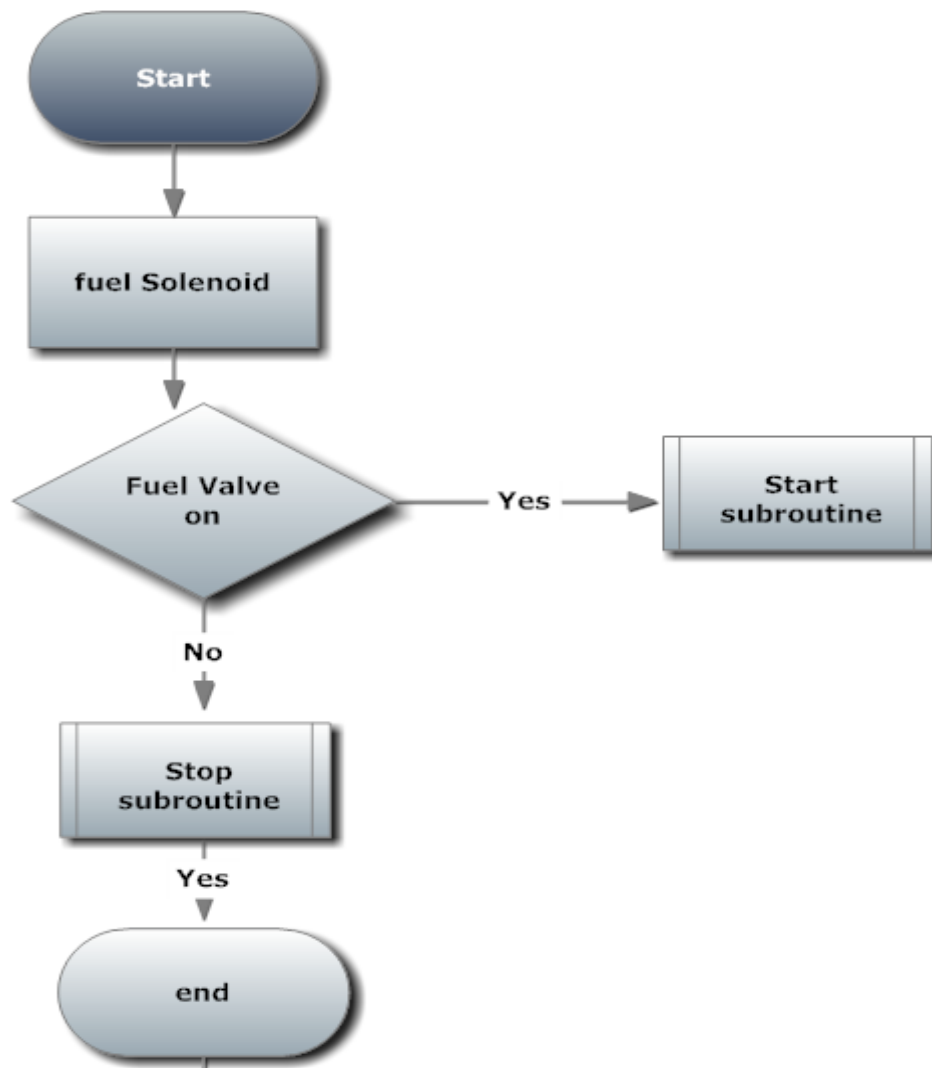 Start
fuel Solenoid
Fuel Valve
on
Yes
Start
subroutine
No
Stop
subroutine
Yes
end